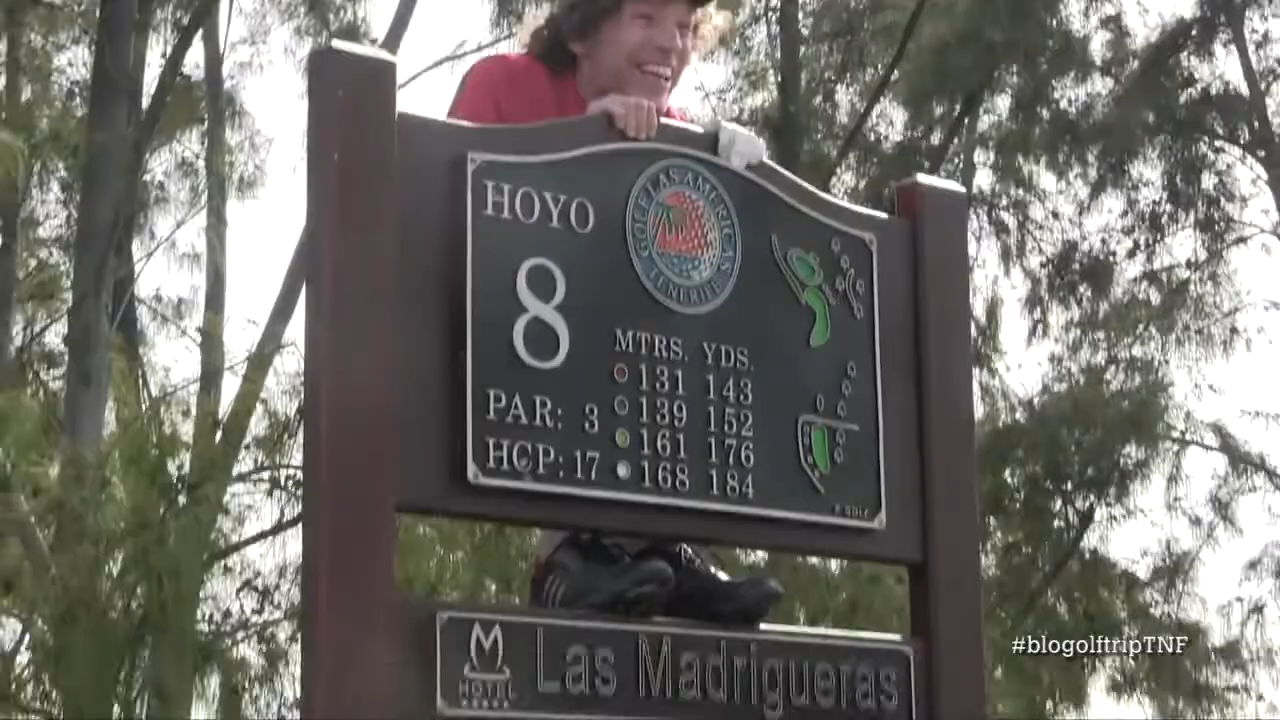 HOYO
8
PAR: 3
HCP: 17
GOLF LAS AMERICAS
TENERIFE
MTRS. YDS.
131 143
139 152
161 176
168 184
M
HOTEL
Las Madrigueras
#blogolftripTNF